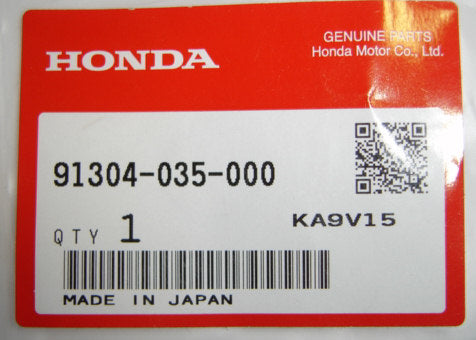 HONDA
GENUINE PARTS
Honda Motor Co., Ltd.
91304-035-000
QTY 1
KA9V15
MADE IN JAPAN